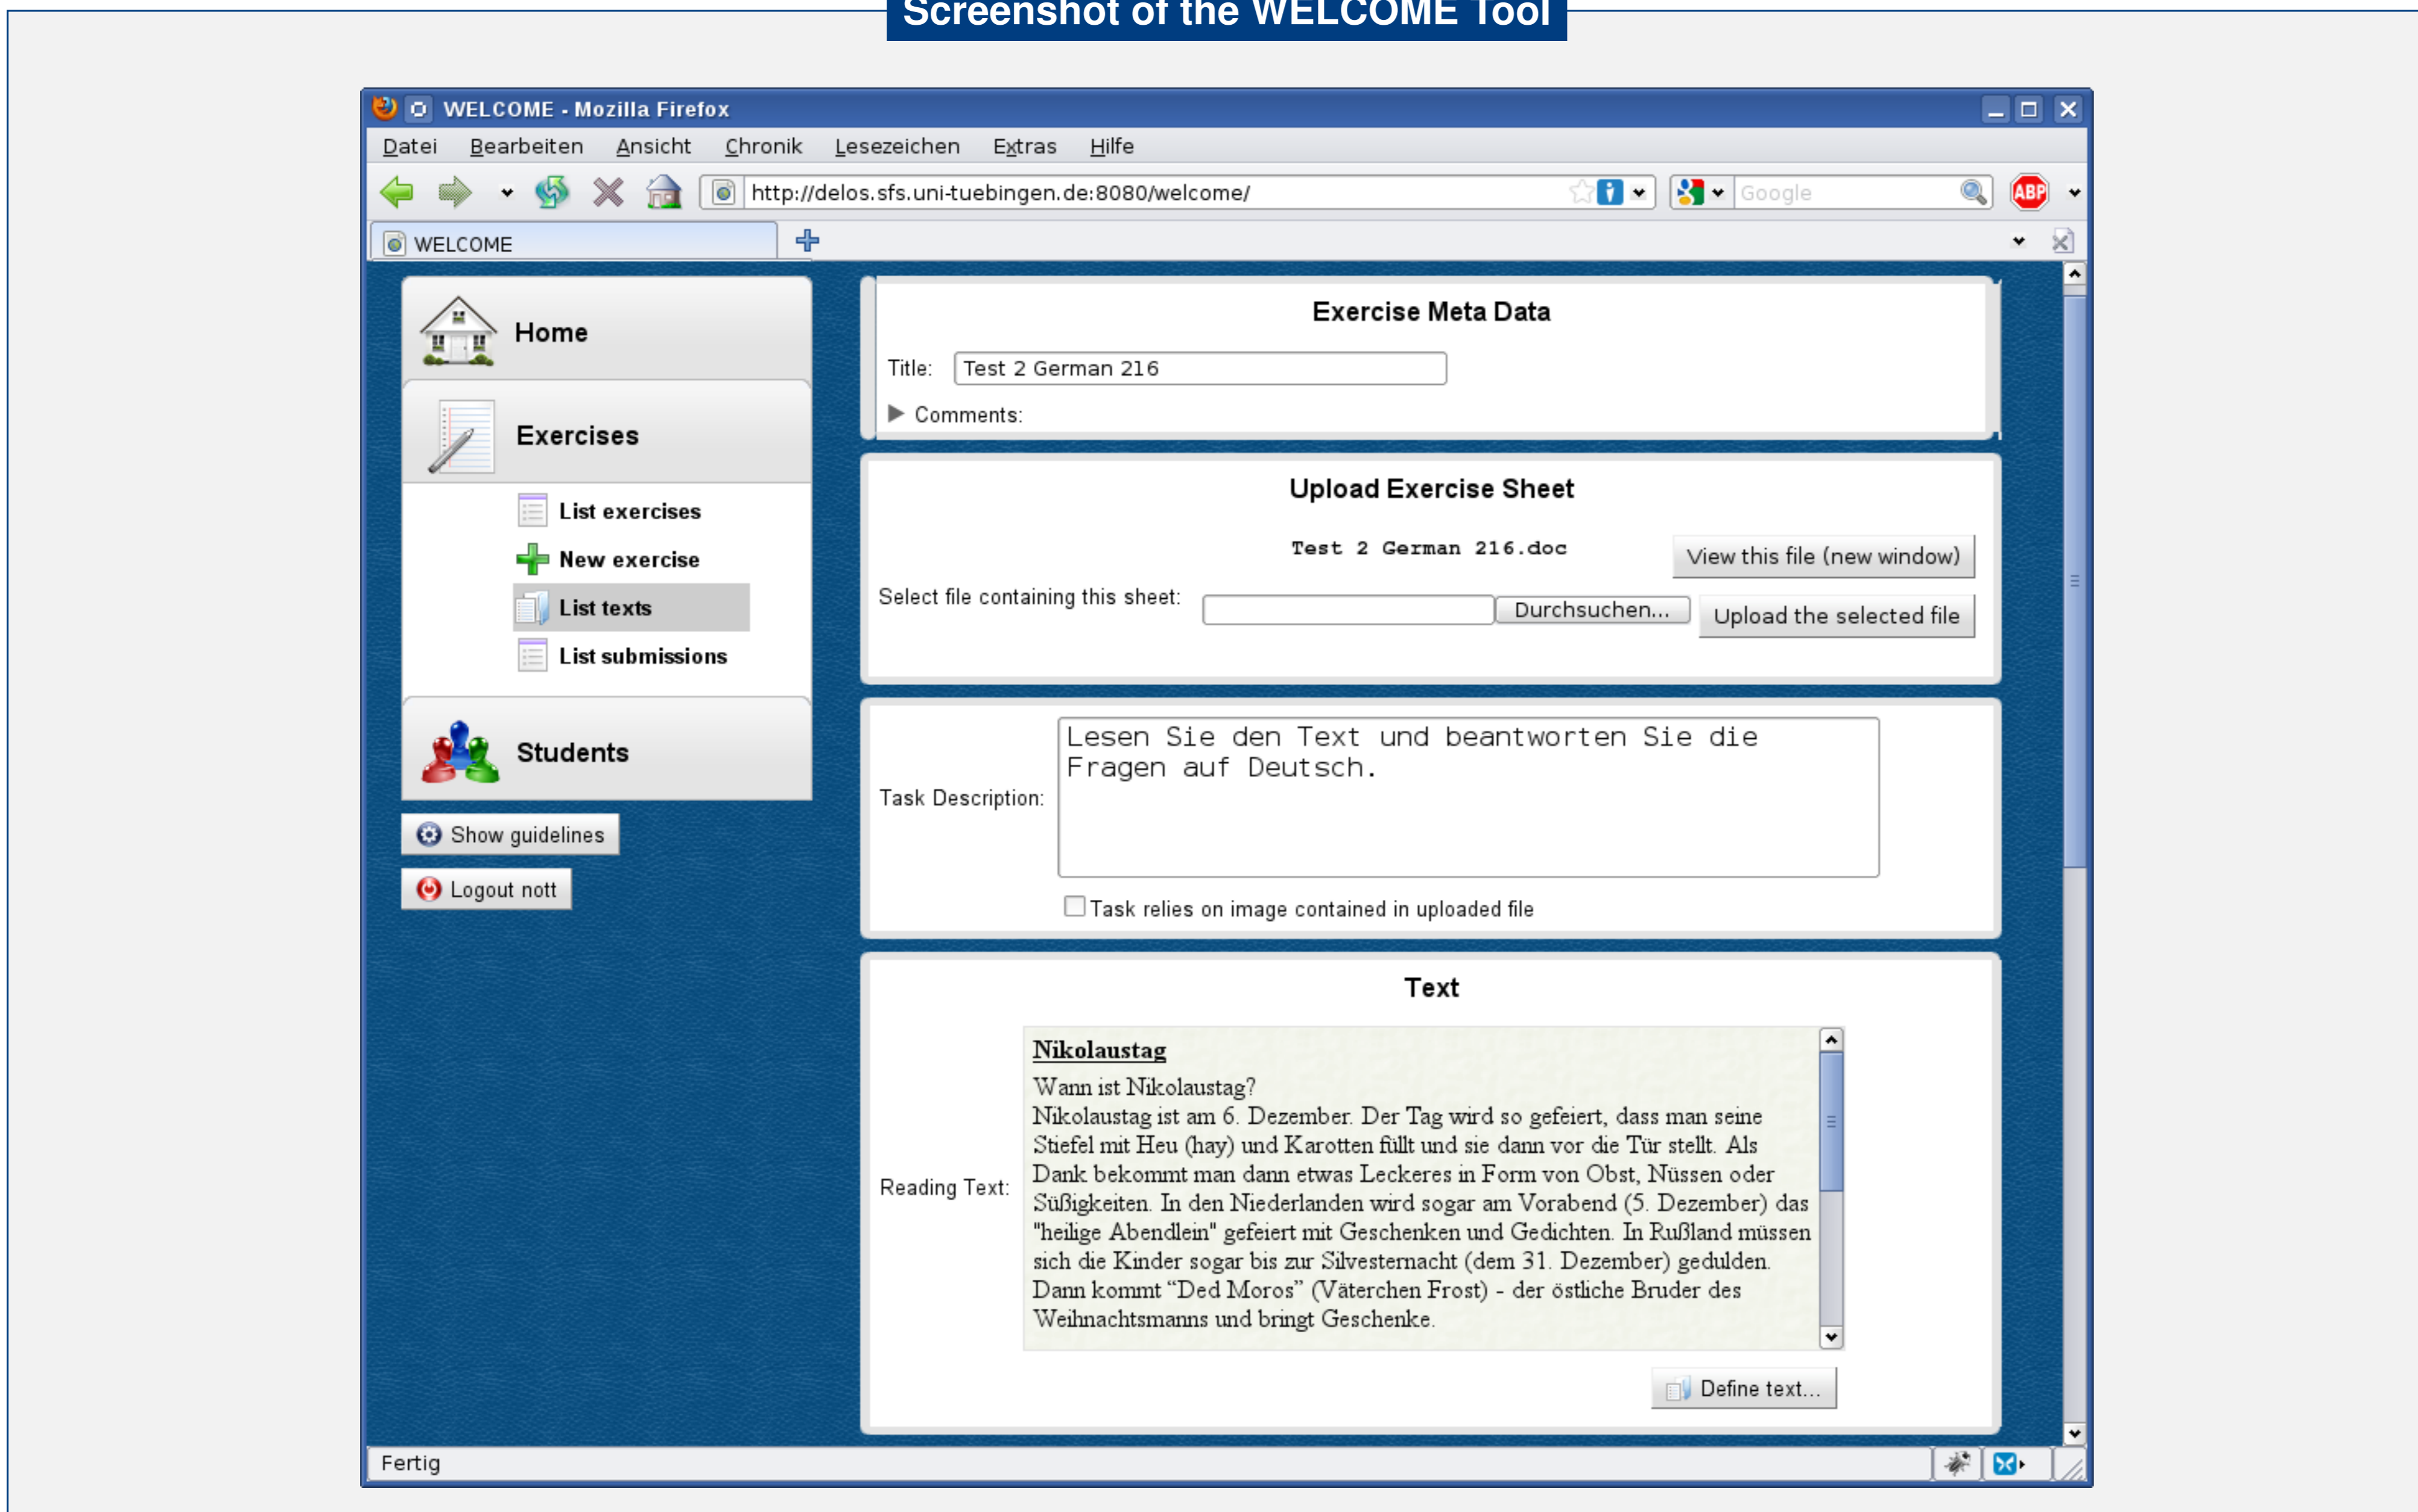 Screenshot of the WELCOME Tool
WELCOME - Mozilla Firefox
Datei Bearbeiten Ansicht Chronik Lesezeichen Extras Hilfe
http://delos.sfs.uni-tuebingen.de:8080/welcome/ Google ABP
WELCOME
Home
Exercises
List exercises
New exercise
List texts
List submissions
Students
Show guidelines
Logout nott
Exercise Meta Data
Title: Test 2 German 216
Comments:
Upload Exercise Sheet
Test 2 German 216.doc View this file (new window)
Select file containing this sheet: Durchsuchen... Upload the selected file
Task Description:
Lesen Sie den Text und beantworten Sie die
Fragen auf Deutsch.
Task relies on image contained in uploaded file
Text
Reading Text:
Nikolaustag
Wann ist Nikolaustag?
Nikolaustag ist am 6. Dezember. Der Tag wird so gefeiert, dass man seine
Stiefel mit Heu (hay) und Karotten füllt und sie dann vor die Tür stellt. Als
Dank bekommt man dann etwas Leckeres in Form von Obst, Nüssen oder
Süßigkeiten. In den Niederlanden wird sogar am Vorabend (5. Dezember) das
"heilige Abendlein" gefeiert mit Geschenken und Gedichten. In Rußland müssen
sich die Kinder sogar bis zur Silvesternacht (dem 31. Dezember) gedulden.
Dann kommt “Ded Moros” (Väterchen Frost) - der östliche Bruder des
Weihnachtsmanns und bringt Geschenke.
Define text...
Fertig